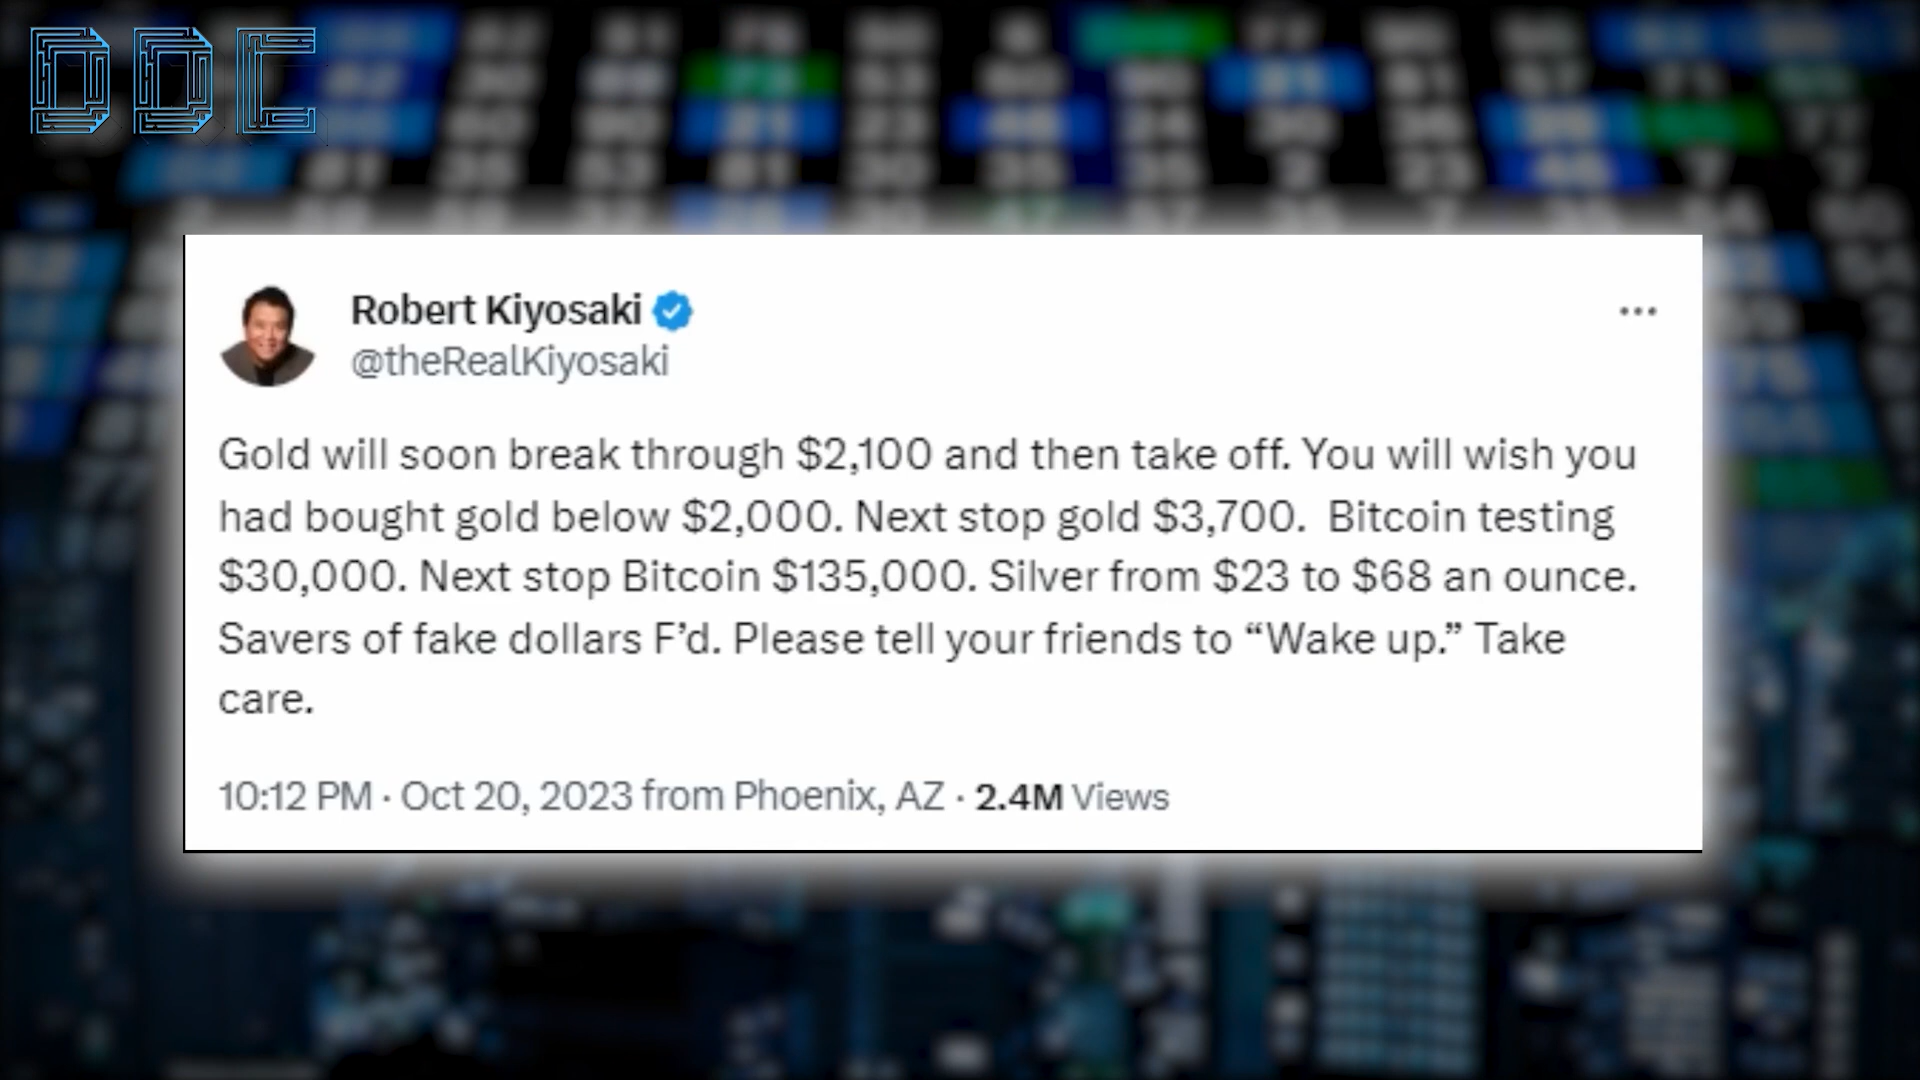 DDC
Robert Kiyosaki
@theRealKiyosaki
Gold will soon break through $2,100 and then take off. You will wish you
had bought gold below $2,000. Next stop gold $3,700.  Bitcoin testing
$30,000. Next stop Bitcoin $135,000. Silver from $23 to $68 an ounce.
Savers of fake dollars F’d. Please tell your friends to “Wake up.” Take
care.
10:12 PM · Oct 20, 2023 from Phoenix, AZ · 2.4M Views